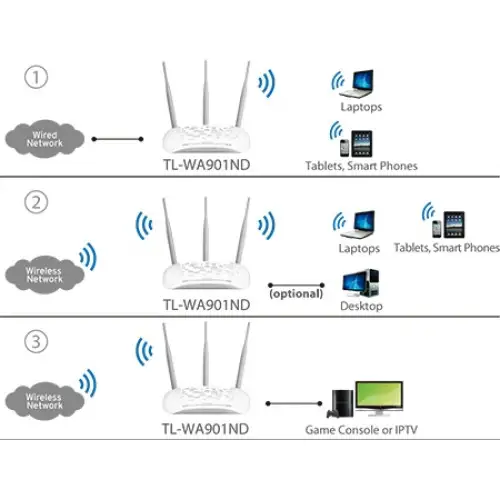 1
Wired
Network
TL-WA901ND
Laptops
Tablets, Smart Phones
2
Wireless
Network
TL-WA901ND
(optional)
Laptops
Tablets, Smart Phones
Desktop
3
Wireless
Network
TL-WA901ND
Game Console or IPTV